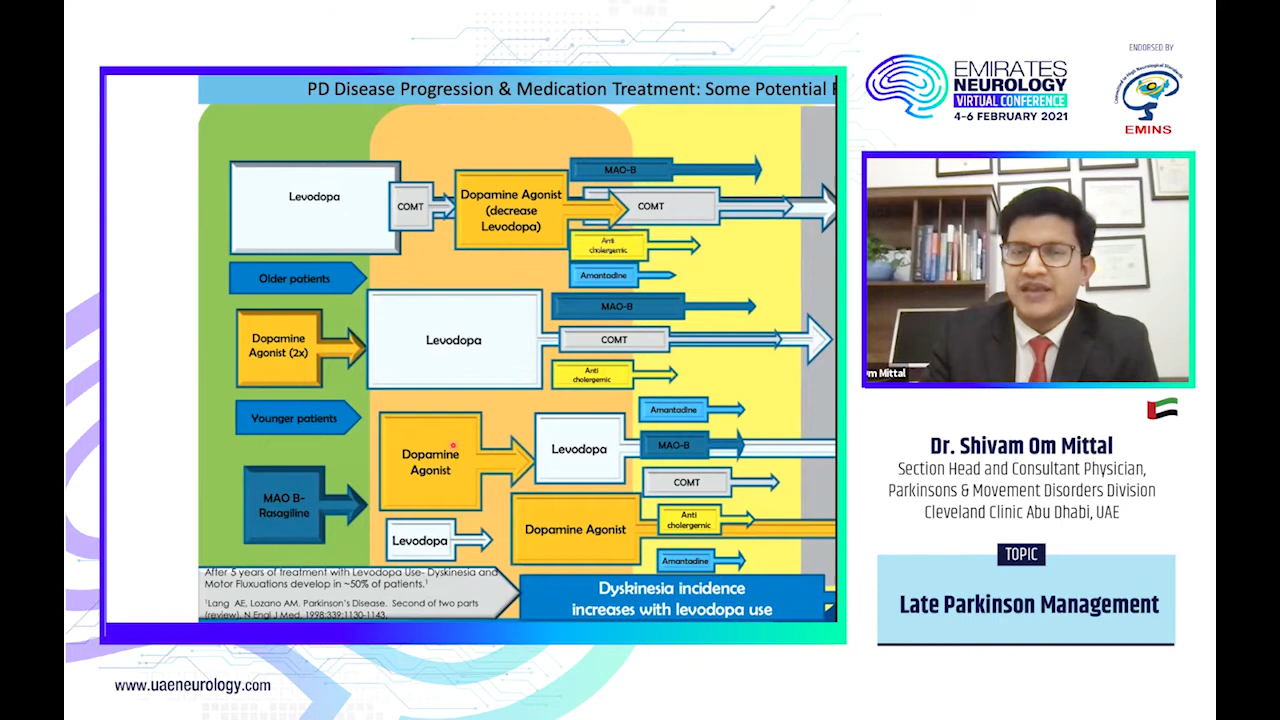 PD Disease Progression & Medication Treatment: Some Potential
Levodopa
COMT
Dopamine Agonist
(decrease
Levodopa)
MAO-B
COMT
Anti
cholergemic
Amantadine
Older patients
Dopamine
Agonist (2x)
Levodopa
MAO-B
COMT
Anti
cholergemic
Younger patients
Dopamine
Agonist
Levodopa
Amantadine
MAO-B
COMT
MAO B-
Rasagiline
Levodopa
Dopamine Agonist
Anti
cholergemic
Amantadine
After 5 years of treatment with Levodopa Use- Dyskinesia and
Motor Fluxuations develop in ~50% of patients.¹
¹Lang AE, Lozano AM. Parkinson's Disease. Second of two parts
(review). N Engl J Med. 1998;339:1130-1143.
Dyskinesia incidence
increases with levodopa use
www.uaeneurology.com
EMIRATES
NEUROLOGY
VIRTUAL CONFERENCE
4-6 FEBRUARY 2021
ENDORSED BY
EMINS
om Mittal
Dr. Shivam Om Mittal
Section Head and Consultant Physician,
Parkinsons & Movement Disorders Division
Cleveland Clinic Abu Dhabi, UAE
TOPIC
Late Parkinson Management